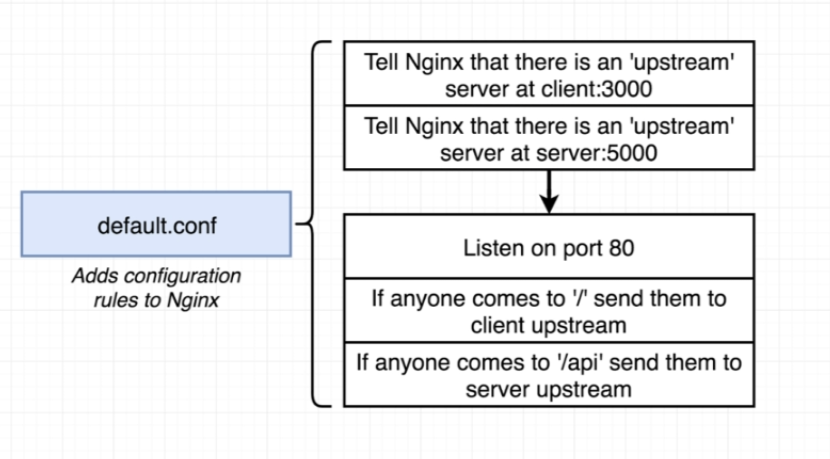 Tell Nginx that there is an 'upstream'
server at client:3000
Tell Nginx that there is an 'upstream'
server at server:5000
default.conf
Adds configuration
rules to Nginx
Listen on port 80
If anyone comes to '/' send them to
client upstream
If anyone comes to '/api' send them to
server upstream